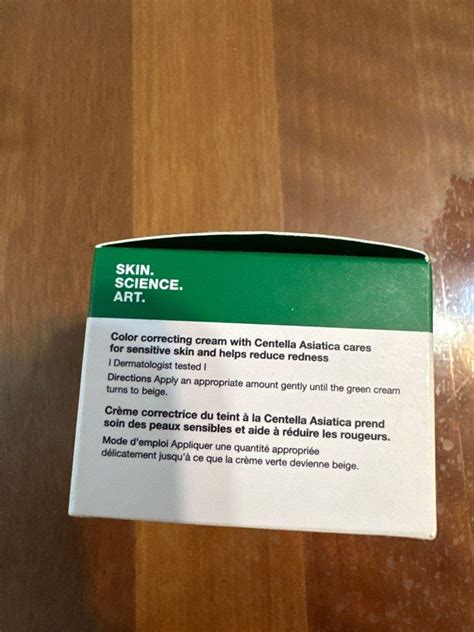 SKIN.
SCIENCE.
ART.
Color correcting cream with Centella Asiatica cares
for sensitive skin and helps reduce redness
I Dermatologist tested I
Directions Apply an appropriate amount gently until the green cream
turns to beige.
Crème correctrice du teint à la Centella Asiatica prend
soin des peaux sensibles et aide à réduire les rougeurs.
Mode d'emploi Appliquer une quantité appropriée
délicatement jusqu'à ce que la crème verte devienne beige.